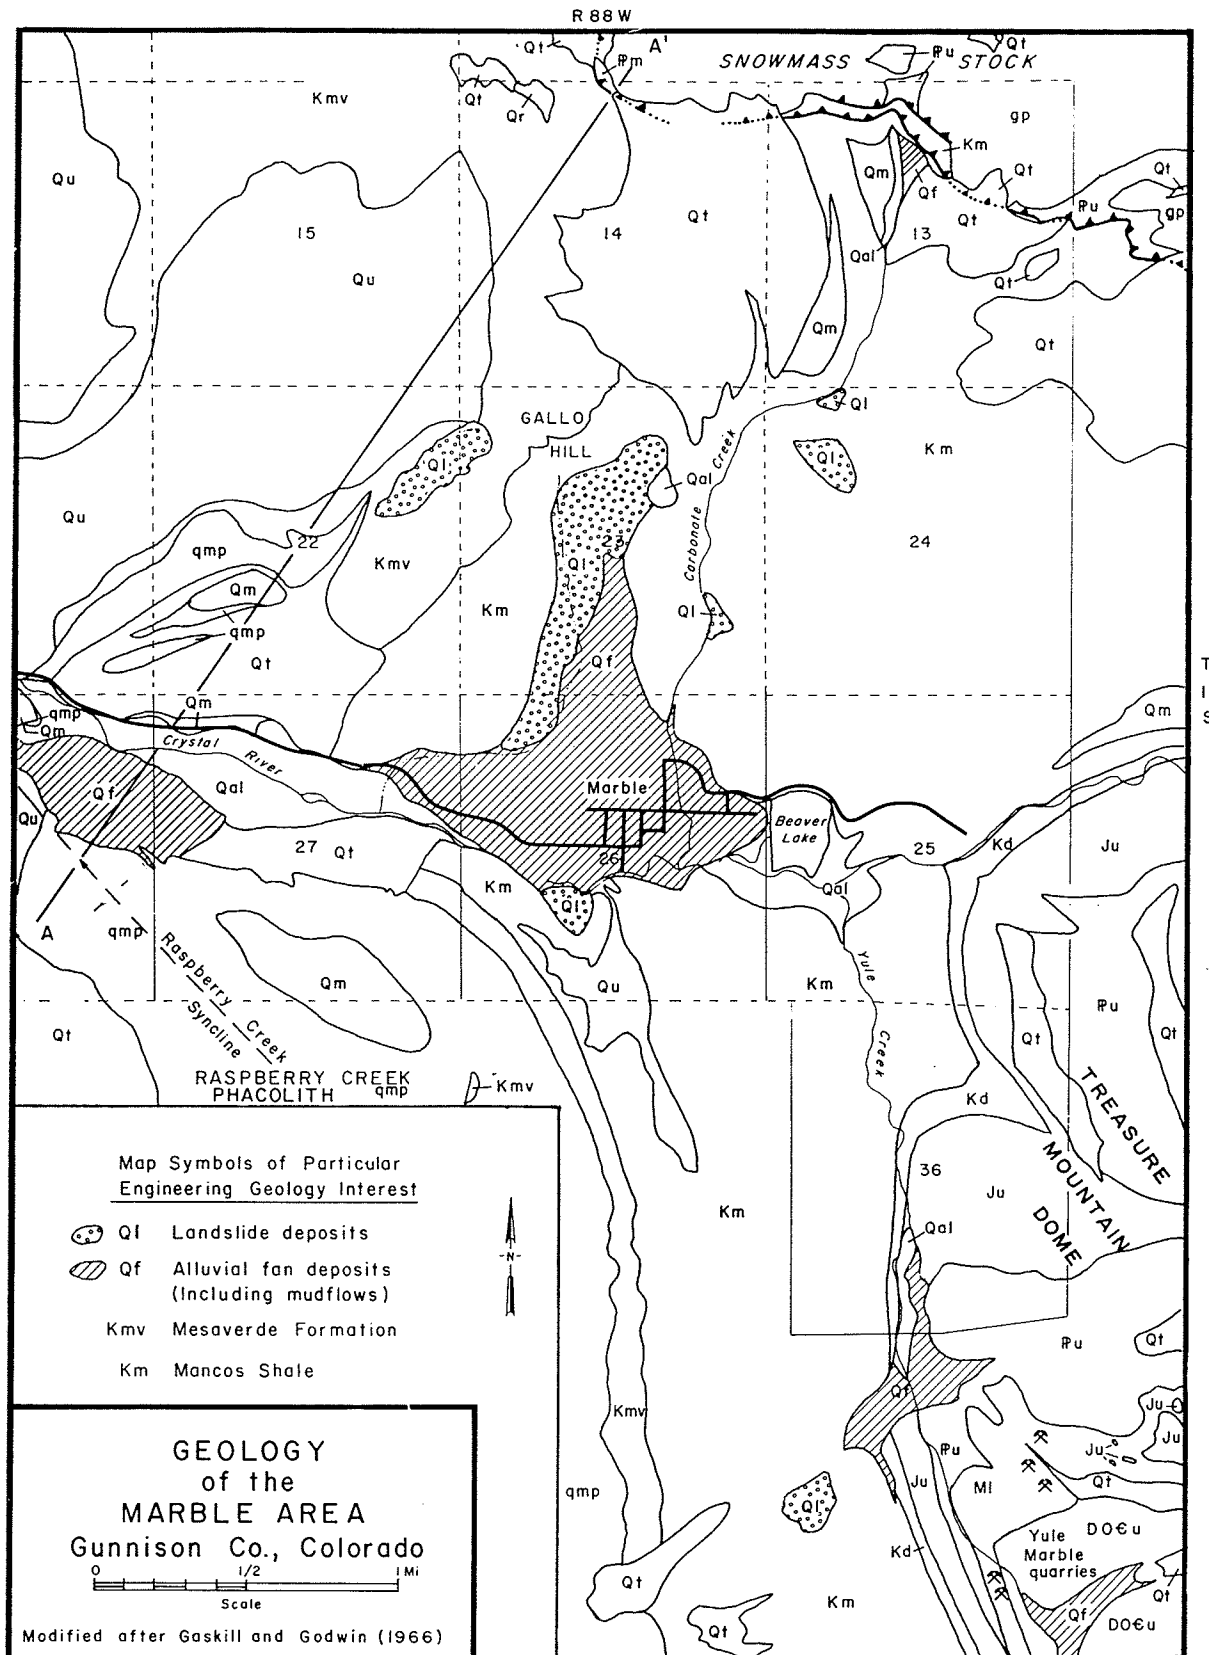 R 88 W
Qt
A'
SNOWMASS STOCK
ꟼu
Qt
ꟼm
Kmv
Qt
Qr
gp
Km
Qu
Qm
Qf
Qt
Qt
15
14
Qt
13
Qt
ꟼu
gp
Qu
Qal
Qt
Qm
Qt
Ql
GALLO
HILL
Km
Ql
Ql
Qal
Carbonate Creek
Qu
22
23
24
qmp
Kmv
Ql
Qm
Km
Ql
qmp
Qt
Qf
T
I
S
Qm
Qm
qmp
Qm
Crystal
River
Qf
Qal
Marble
Qu
Beaver
Lake
27
Qt
26
25
Kd
Ju
Km
Qal
Ql
A
qmp
Raspberry Creek
Syncline
Qm
Qu
Km
Yule
Creek
ꟼu
Qt
Qt
Qt
RASPBERRY CREEK
PHACOLITH
qmp
Kmv
Kd
TREASURE
MOUNTAIN
DOME
Map Symbols of Particular
Engineering Geology Interest
Ql Landslide deposits
Qf Alluvial fan deposits
(Including mudflows)
Kmv Mesaverde Formation
Km Mancos Shale
-N-
36
Ju
Km
Qal
ꟼu
Qt
Qf
Kmv
Ju
Ju
Ju
ꟼu
Ju
Ml
Qt
qmp
Ql
DO€u
Kd
Yule
Marble
quarries
Qt
Qt
Km
Qf
DO€u
Qt
GEOLOGY
of the
MARBLE AREA
Gunnison Co., Colorado
0 1/2 1 Mi
Scale
Modified after Gaskill and Godwin (1966)